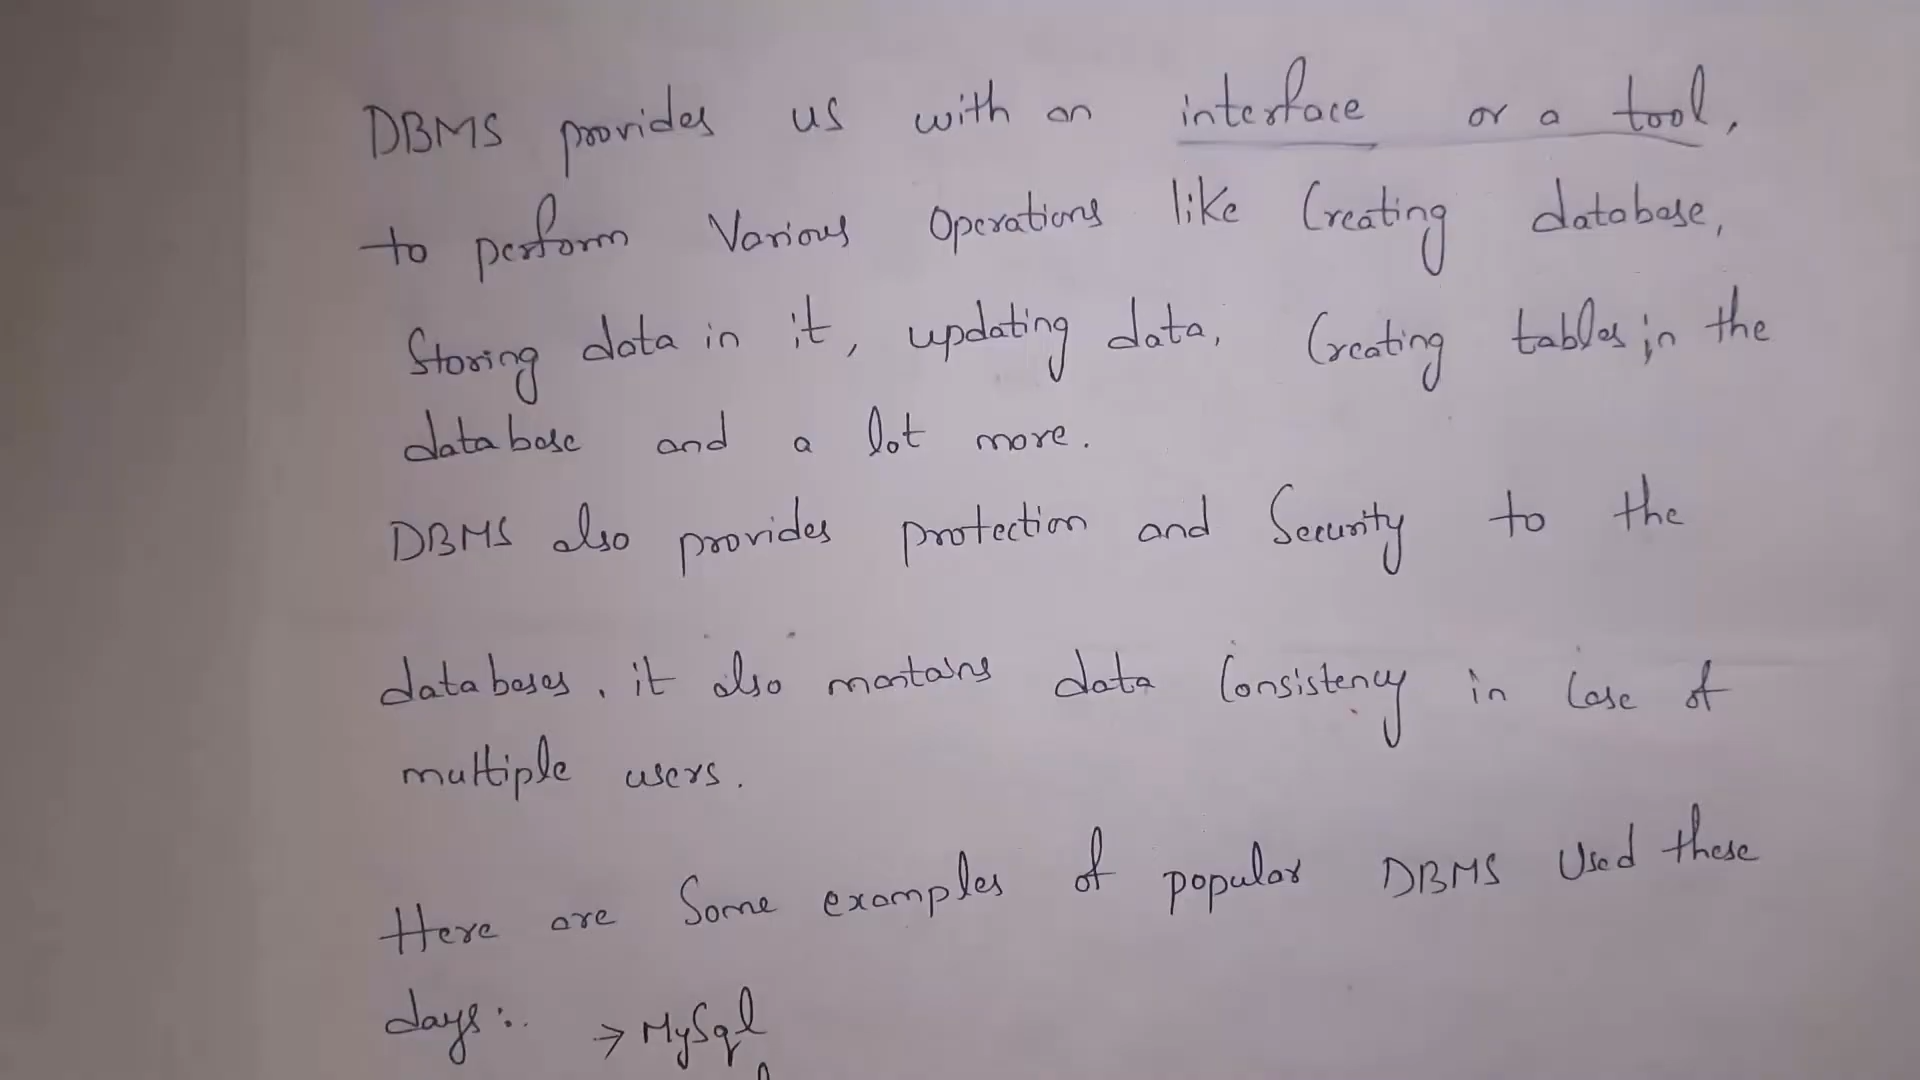 DBMS provides us with an interface or a tool,
to perform Various Operations like Creating database,
Storing data in it, updating data, Creating tables in the
database and a lot more.
DBMS also provides protection and Security to the
databases. it also mantains data Consistency in Case of
multiple users.
Here are Some examples of popular DBMS Used these
days:. → MySql